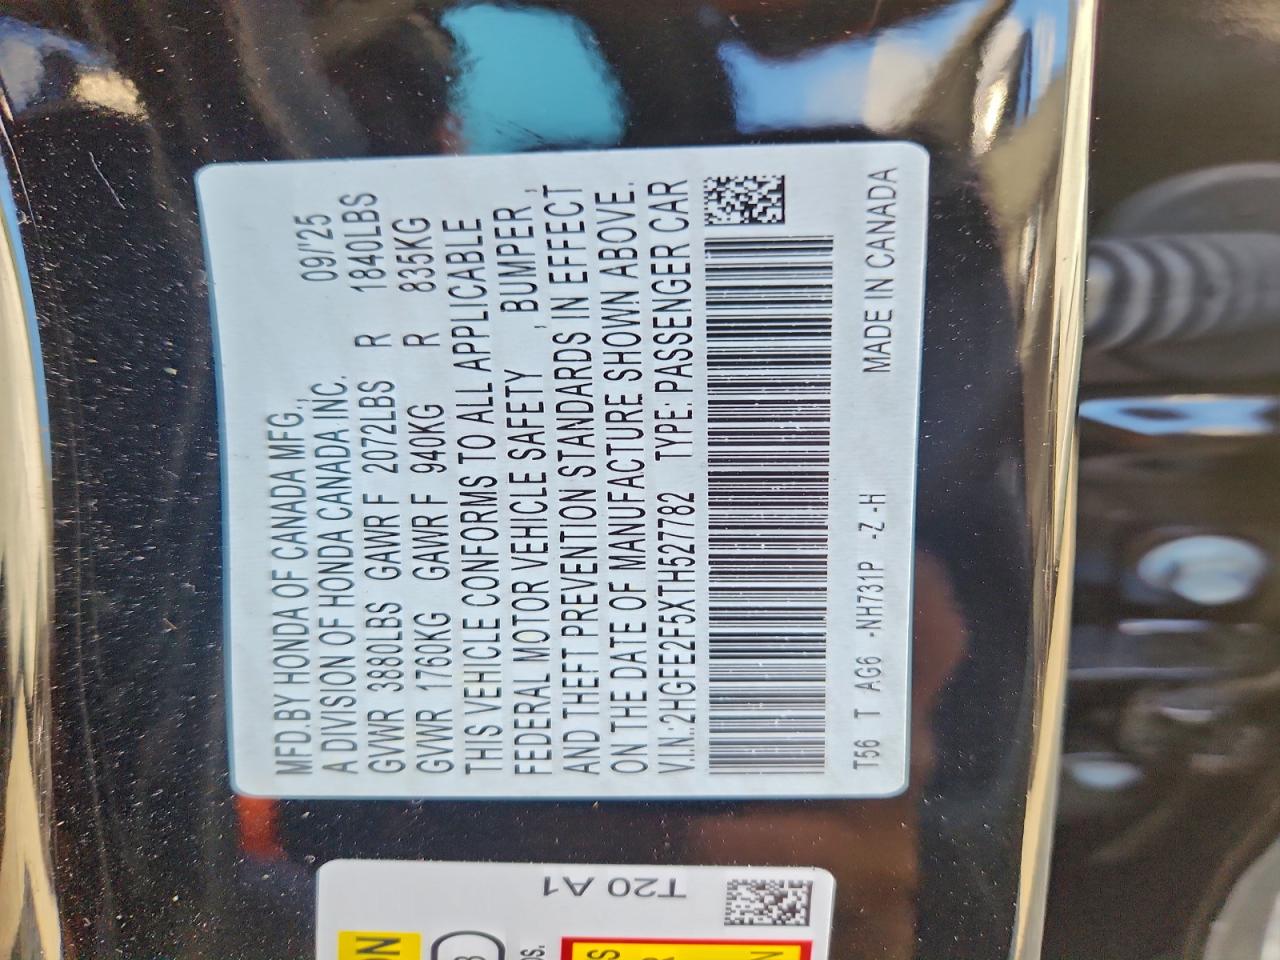 MFD.BY HONDA OF CANADA MFG., 09/'25
A DIVISION OF HONDA CANADA INC.
GVWR 3880LBS GAWR F 2072LBS R 1840LBS
GVWR 1760KG GAWR F 940KG R 835KG
THIS VEHICLE CONFORMS TO ALL APPLICABLE
FEDERAL MOTOR VEHICLE SAFETY , BUMPER ,
AND THEFT PREVENTION STANDARDS IN EFFECT
ON THE DATE OF MANUFACTURE SHOWN ABOVE.
V.I.N.:2HGFE2F5XTH527782 TYPE: PASSENGER CAR
T56 T AG6 -NH731P -Z -H MADE IN CANADA
T20 A1